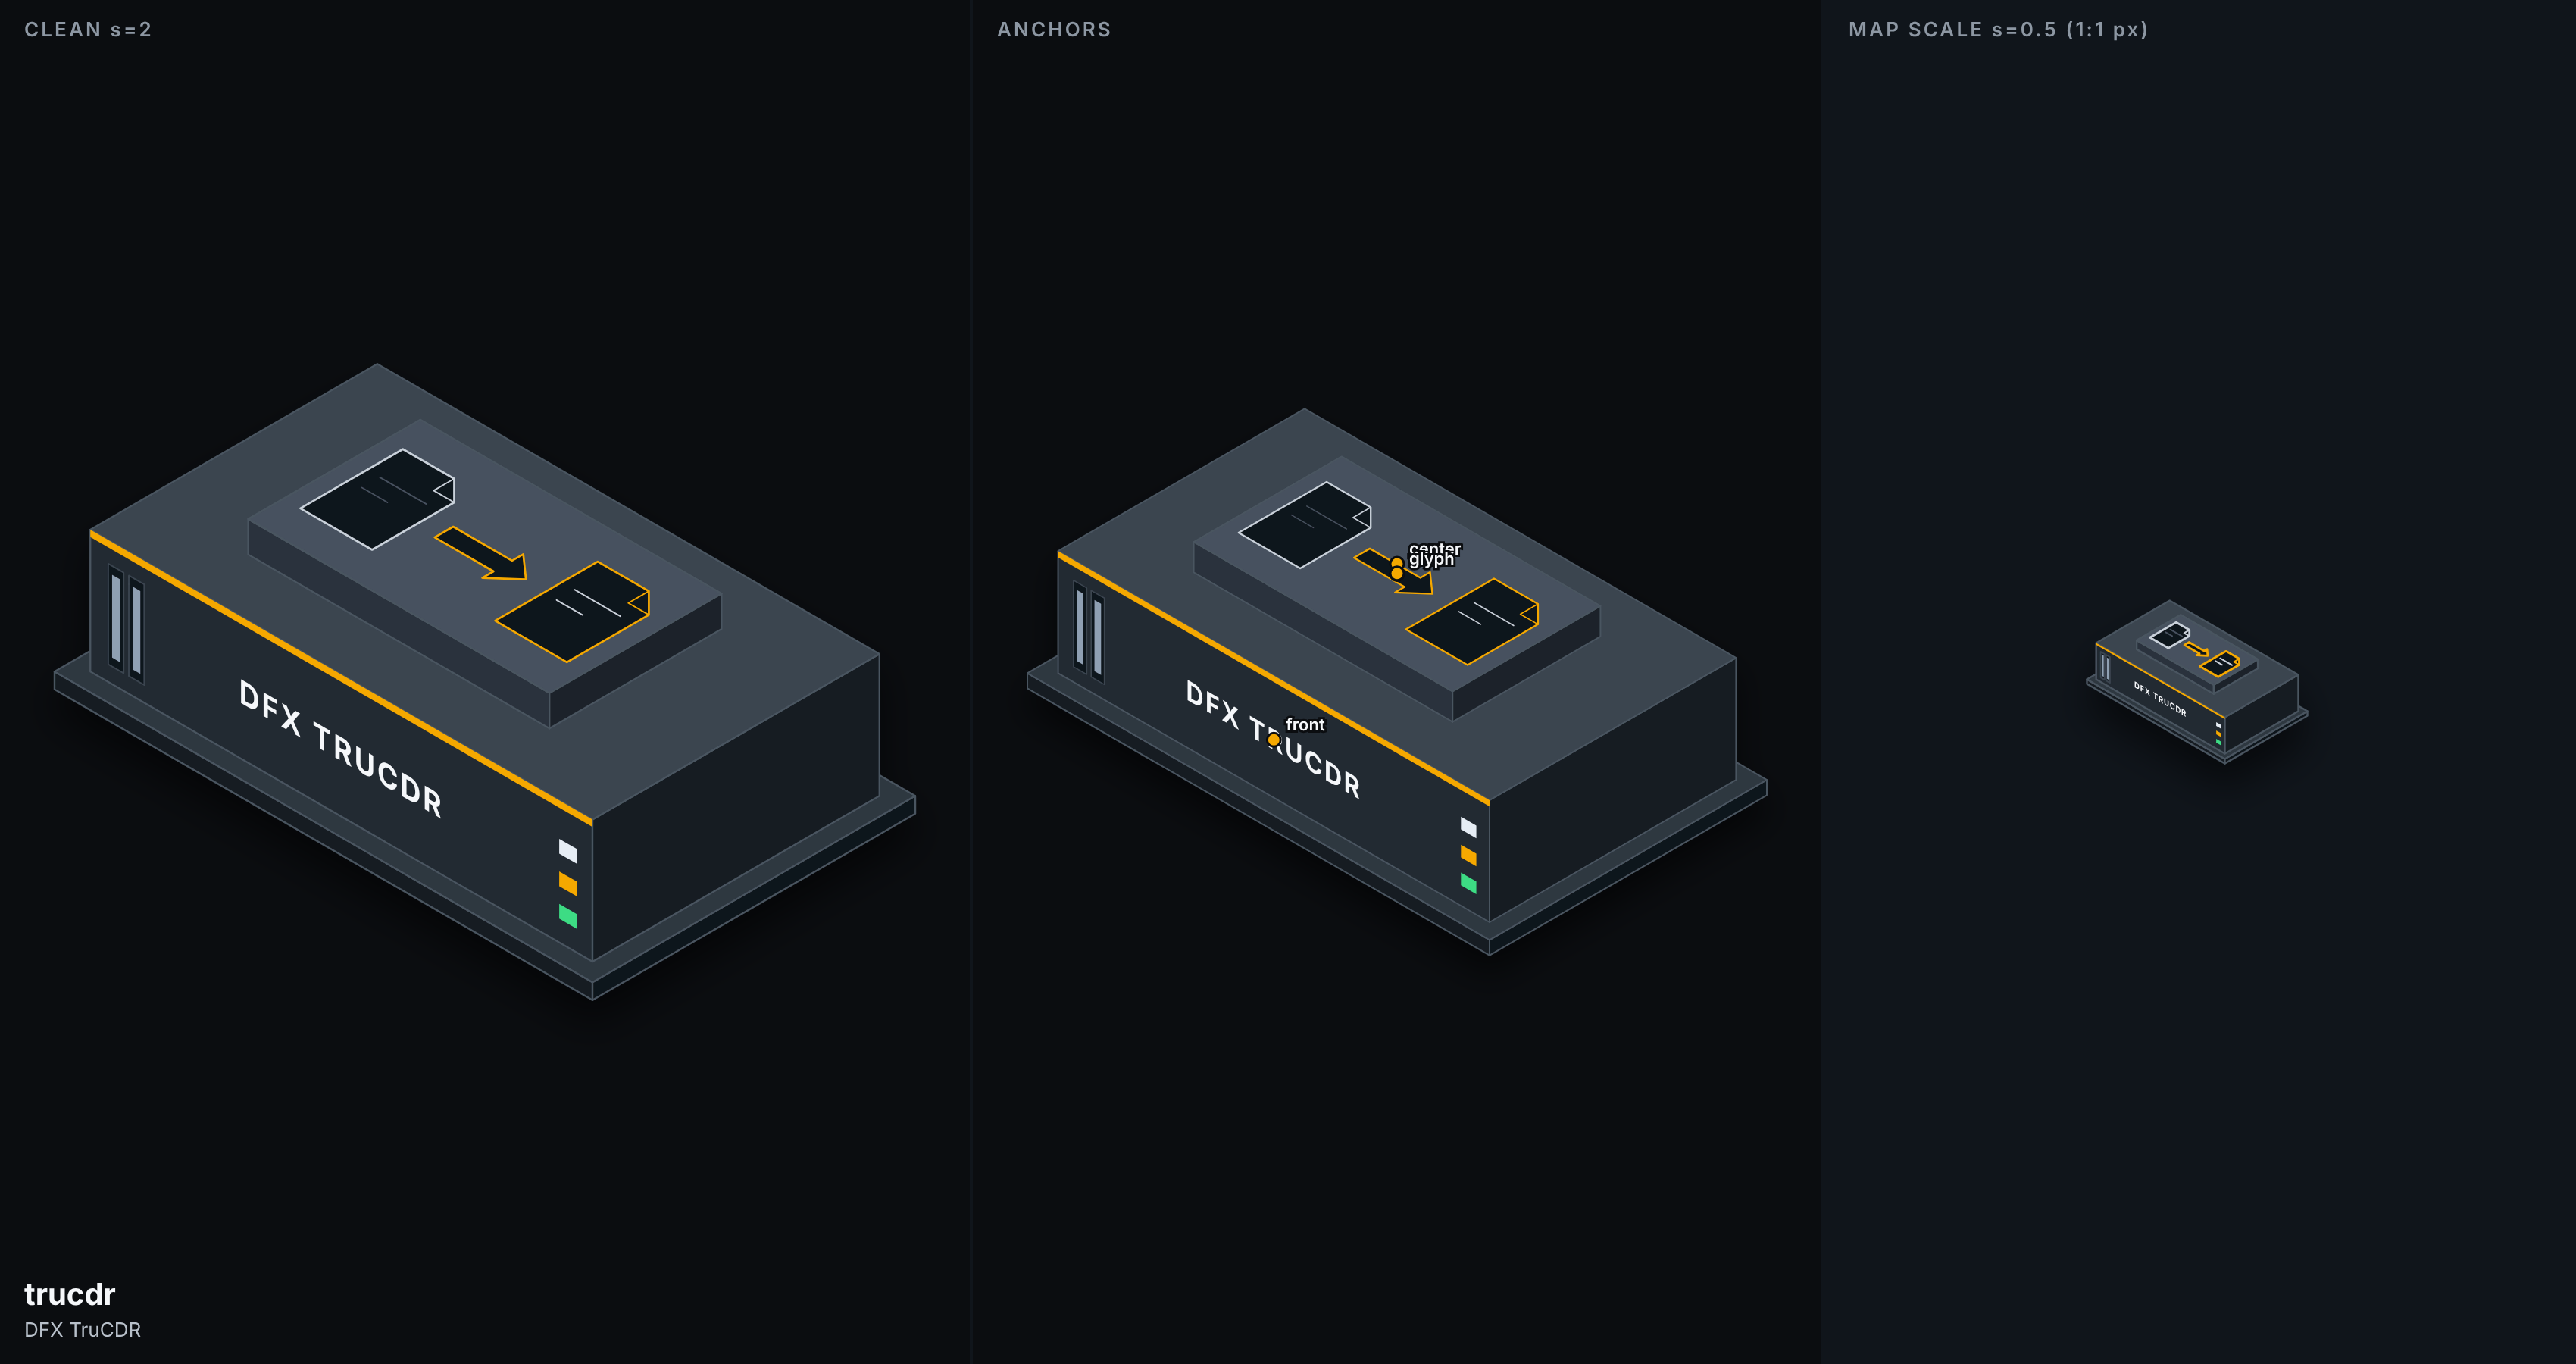 CLEAN s=2
DFX TRUCDR
trucdr
DFX TruCDR
ANCHORS
center
glyph
front
DFX TRUCDR
MAP SCALE s=0.5 (1:1 px)
DFX TRUCDR